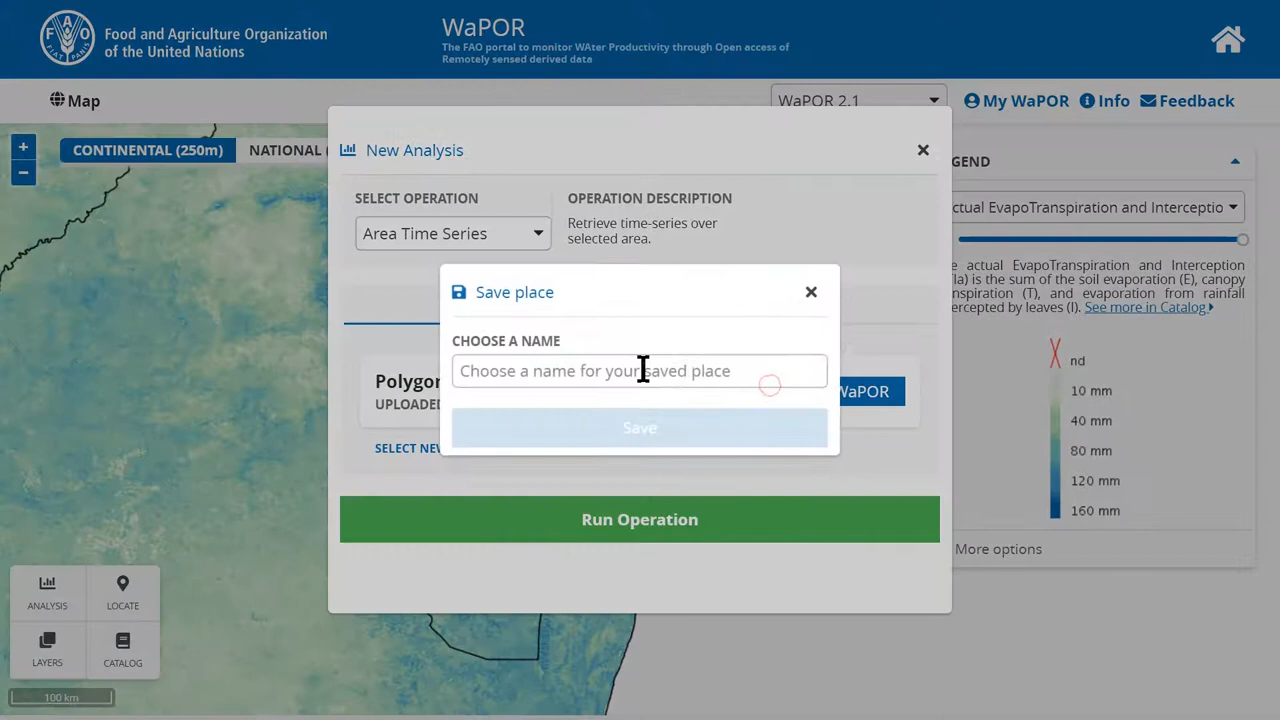 Food and Agriculture Organization
of the United Nations
WaPOR
The FAO portal to monitor WAter Productivity through Open access of
Remotely sensed derived data
Map
WaPOR 2.1
My WaPOR
Info
Feedback
+
−
CONTINENTAL (250m)
NATIONAL (
New Analysis
GEND
SELECT OPERATION
OPERATION DESCRIPTION
Area Time Series
Retrieve time-series over
selected area.
ctual EvapoTranspiration and Interceptio
e actual EvapoTranspiration and Interception
Ia) is the sum of the soil evaporation (E), canopy
nspiration (T), and evaporation from rainfall
ercepted by leaves (I). See more in Catalog
Save place
CHOOSE A NAME
Choose a name for your saved place
Save
Polygon
UPLOADED
WaPOR
SELECT NEW
nd
10 mm
40 mm
80 mm
120 mm
160 mm
Run Operation
More options
ANALYSIS
LOCATE
LAYERS
CATALOG
100 km